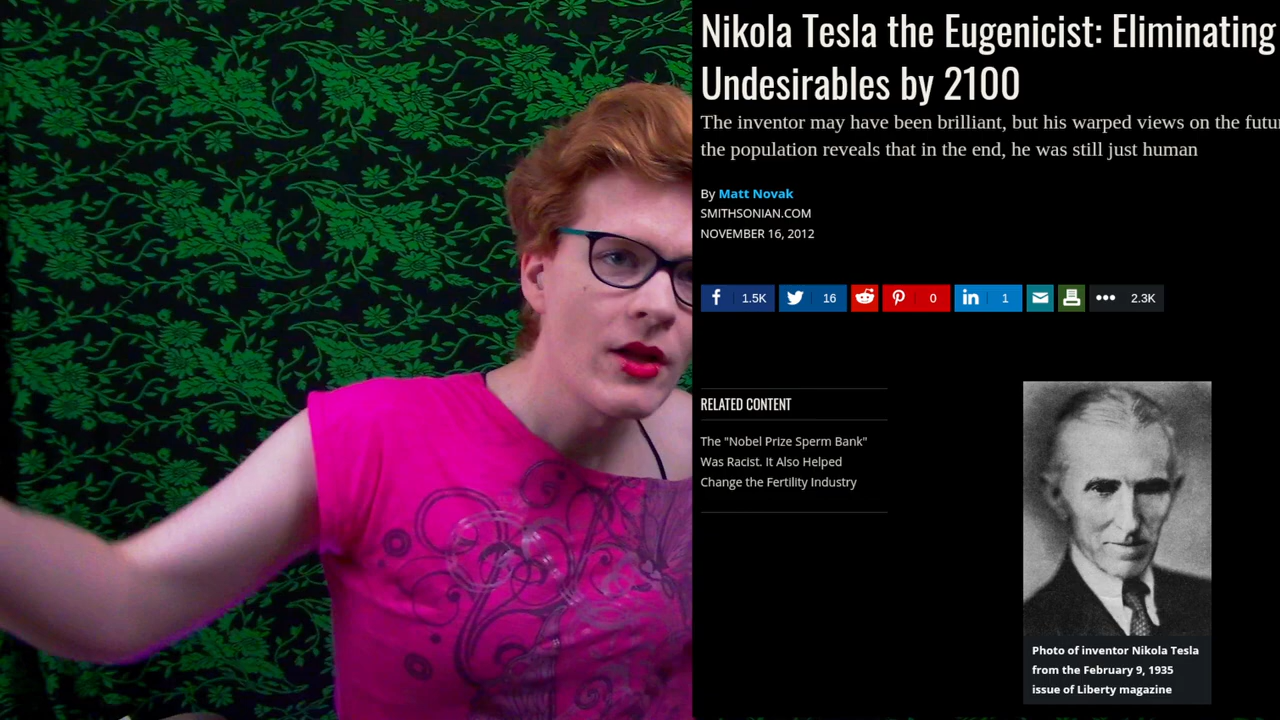 Nikola Tesla the Eugenicist: Eliminating
Undesirables by 2100
The inventor may have been brilliant, but his warped views on the
the population reveals that in the end, he was still just human
By Matt Novak
SMITHSONIAN.COM
NOVEMBER 16, 2012
1.5K
16
0
in
1
2.3K
RELATED CONTENT
The "Nobel Prize Sperm Bank"
Was Racist. It Also Helped
Change the Fertility Industry
Photo of inventor Nikola Tesla
from the February 9, 1935
issue of Liberty magazine